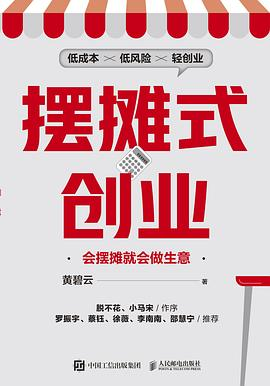 低成本 × 低风险 × 轻创业
摆摊式
创业
· 会摆摊就会做生意 ·
黄碧云 著
脱不花、小马宋 / 作序
罗振宇、蔡钰、徐薇、李南南、邵慧宁 / 推荐
中国工信出版集团 人民邮电出版社